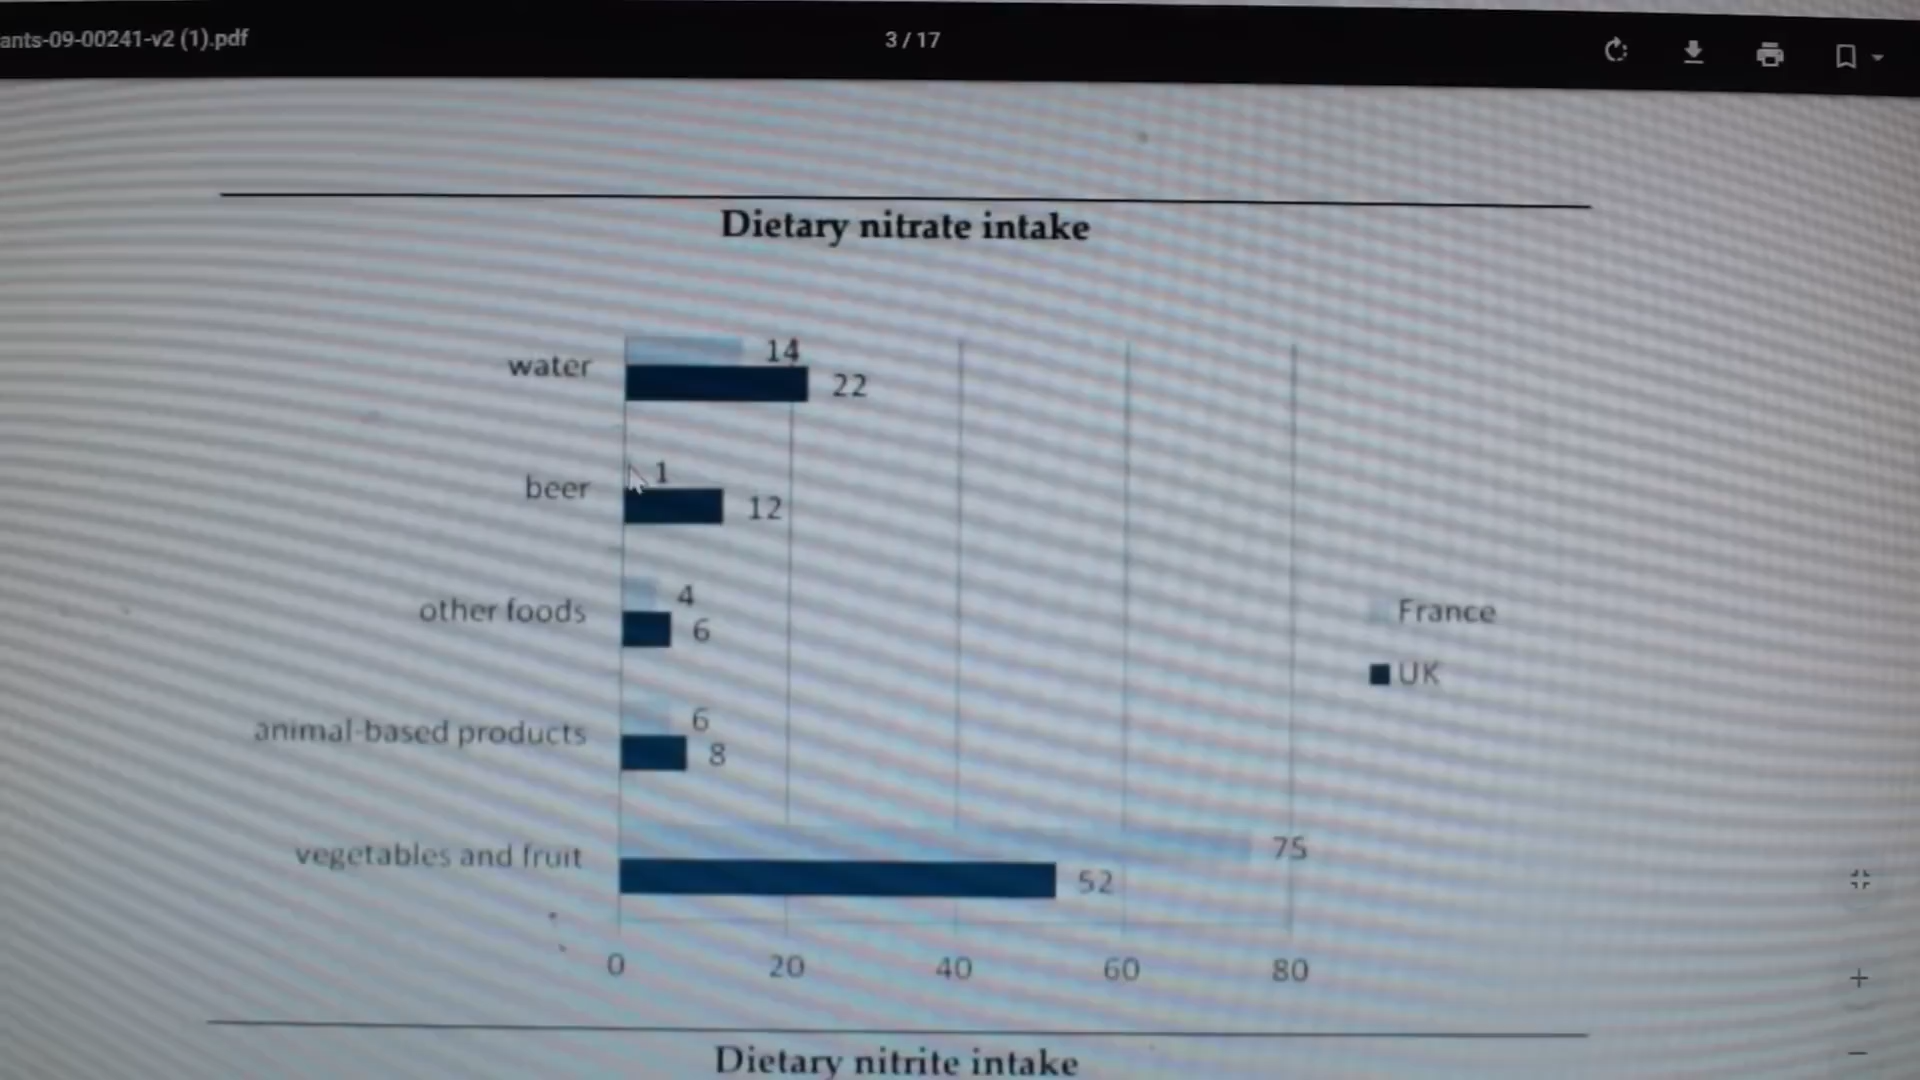 ants-09-00241-v2 (1).pdf
3 / 17
Dietary nitrate intake
water
14
22
beer
1
12
other foods
4
6
France
UK
animal-based products
6
8
vegetables and fruit
75
52
0 20 40 60 80
Dietary nitrite intake